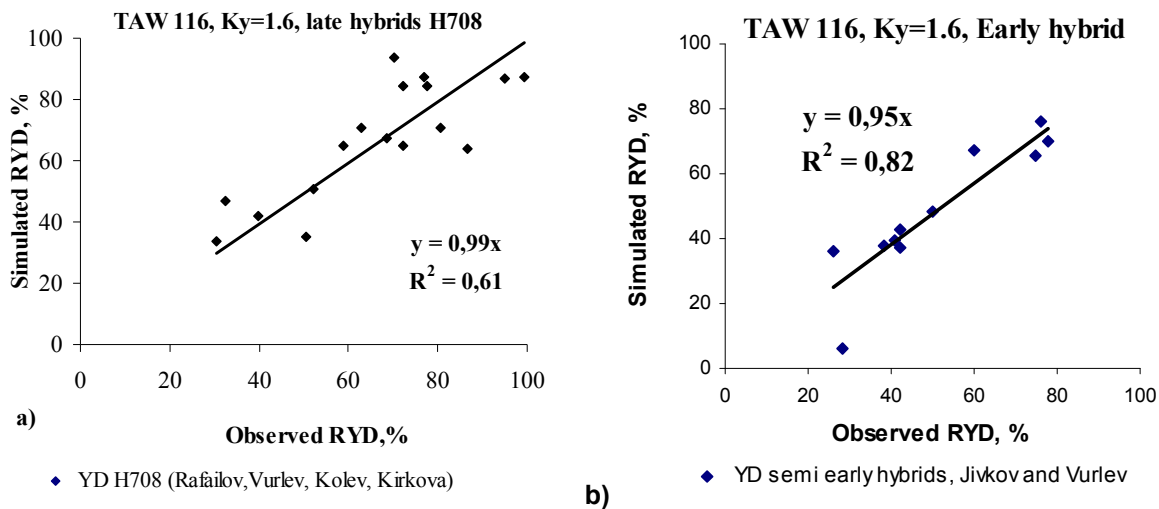 TAW 116, Ky=1.6, late hybrids H708
100
80
60
40
20
0
Simulated RYD, %
y = 0,99x
R² = 0,61
0 20 40 60 80 100
a)
Observed RYD,%
YD H708 (Rafailov,Vurlev, Kolev, Kirkova)
TAW 116, Ky=1.6, Early hybrid
100
80
60
40
20
0
Simulated RYD, %
y = 0,95x
R² = 0,82
0 20 40 60 80 100
Observed RYD, %
YD semi early hybrids, Jivkov and Vurlev
b)